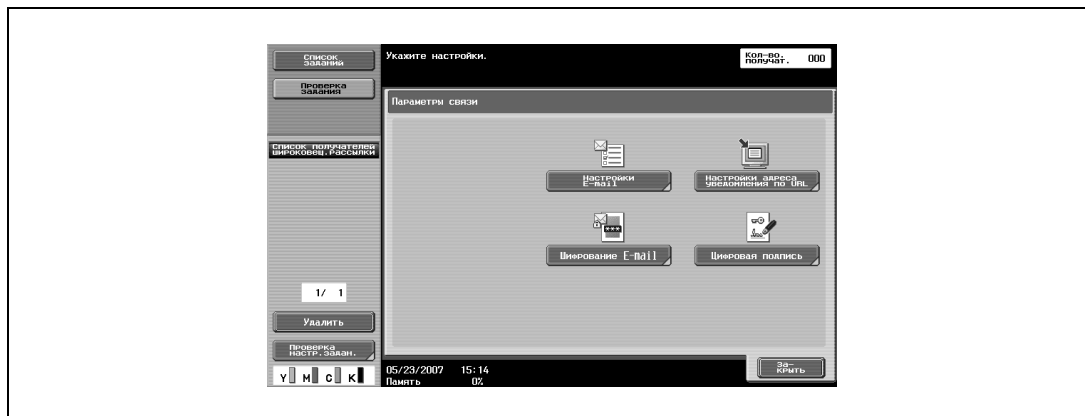 Список
заданий
Проверка
задания
Список получателей
широковещ.рассылки
1/ 1
Удалить
Проверка
настр.задан.
Y M C K
Укажите настройки.
Кол-во.
получат. 000
Параметры связи
Настройки
E-mail
Настройки адреса
уведомления по URL
***
Шифрование E-mail
Цифровая подпись
05/23/2007 15:14
Память 0%
За-
крыть